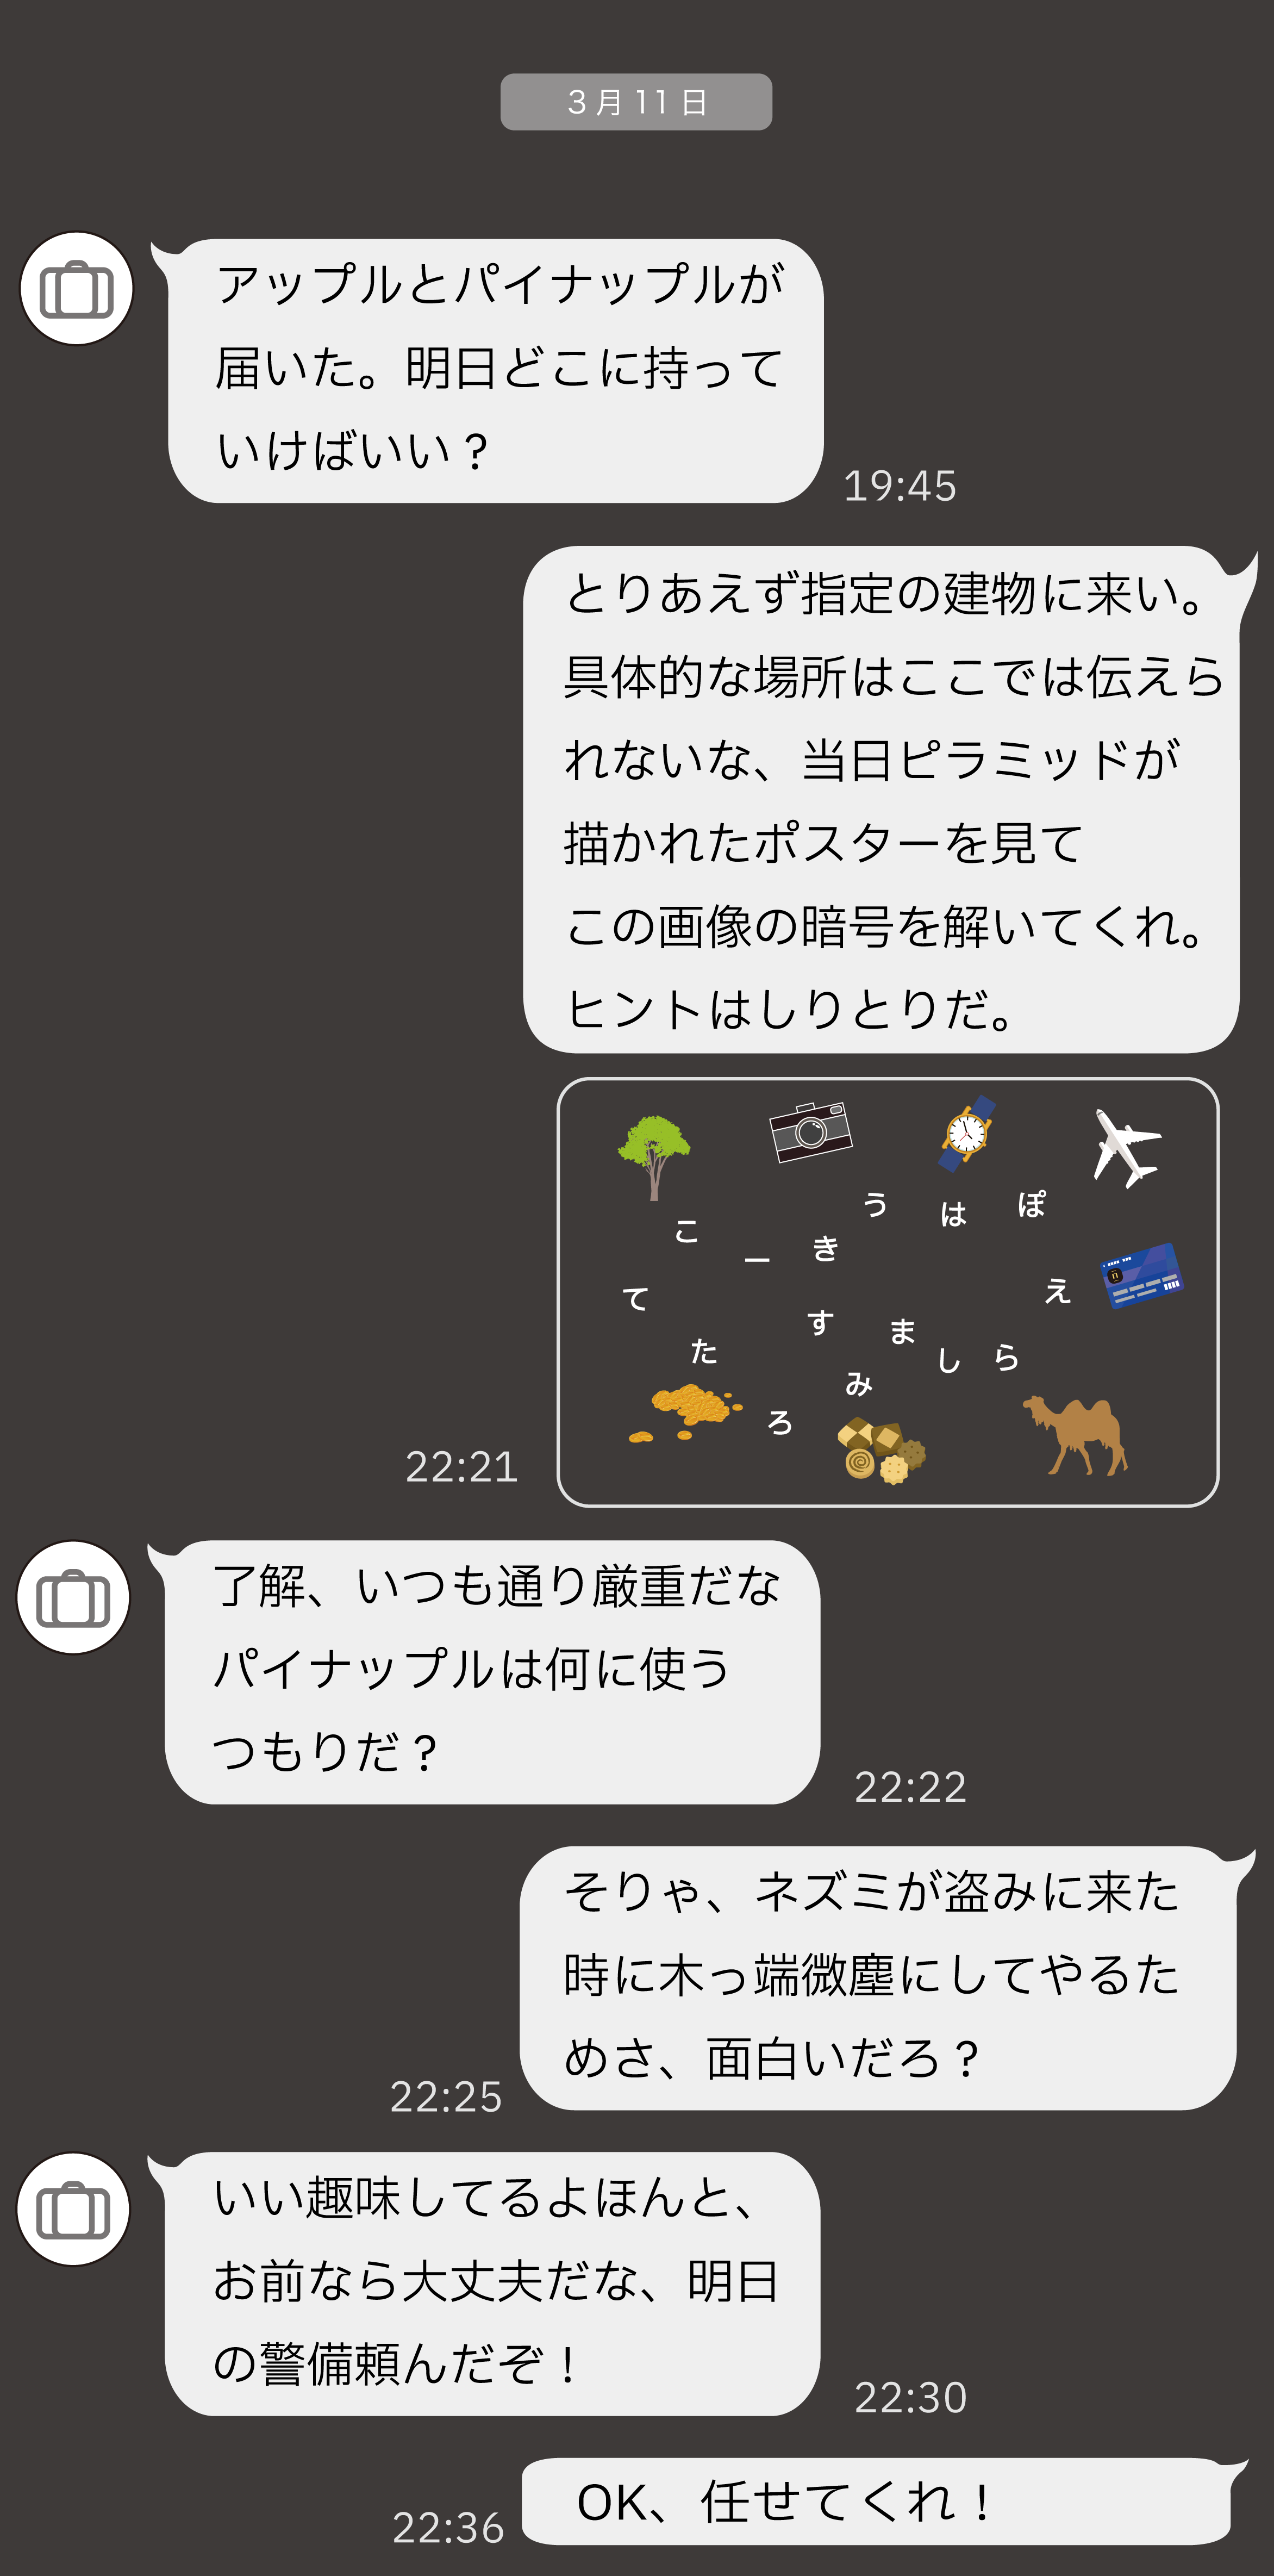 3月11日
アップルとパイナップルが
届いた。明日どこに持って
いけばいい？
19:45
とりあえず指定の建物に来い。
具体的な場所はここでは伝えら
れないな、当日ピラミッドが
描かれたポスターを見て
この画像の暗号を解いてくれ。
ヒントはしりとりだ。
う は ぽ
こ ー き
て え
す ま
た し ら
み
ろ
22:21
了解、いつも通り厳重だな
パイナップルは何に使う
つもりだ？
22:22
そりゃ、ネズミが盗みに来た
時に木っ端微塵にしてやるた
めさ、面白いだろ？
22:25
いい趣味してるよほんと、
お前なら大丈夫だな、明日
の警備頼んだぞ！
22:30
OK、任せてくれ！
22:36